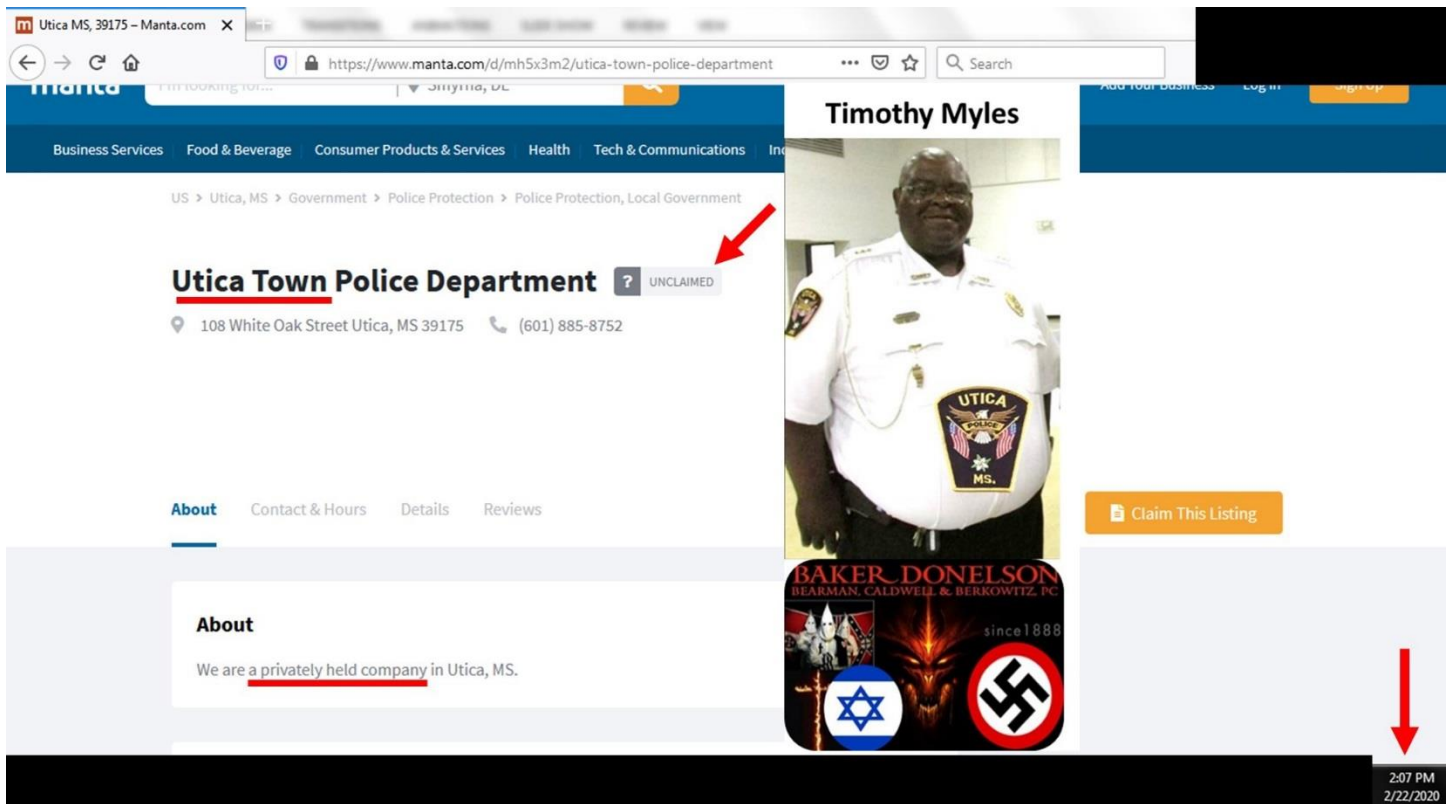 Utica MS, 39175 – Manta.com
https://www.manta.com/d/mh5x3m2/utica-town-police-department
Search
manta
I'm looking for...
Smyrna, DE
Add Your Business Log In Sign Up
Timothy Myles
Business Services Food & Beverage Consumer Products & Services Health Tech & Communications
US > Utica, MS > Government > Police Protection > Police Protection, Local Government
Utica Town Police Department ? UNCLAIMED
108 White Oak Street Utica, MS 39175 (601) 885-8752
UTICA
POLICE
MS.
About Contact & Hours Details Reviews
Claim This Listing
BAKER DONELSON
BEARMAN, CALDWELL & BERKOWITZ, PC
since1888
About
We are a privately held company in Utica, MS.
2:07 PM
2/22/2020